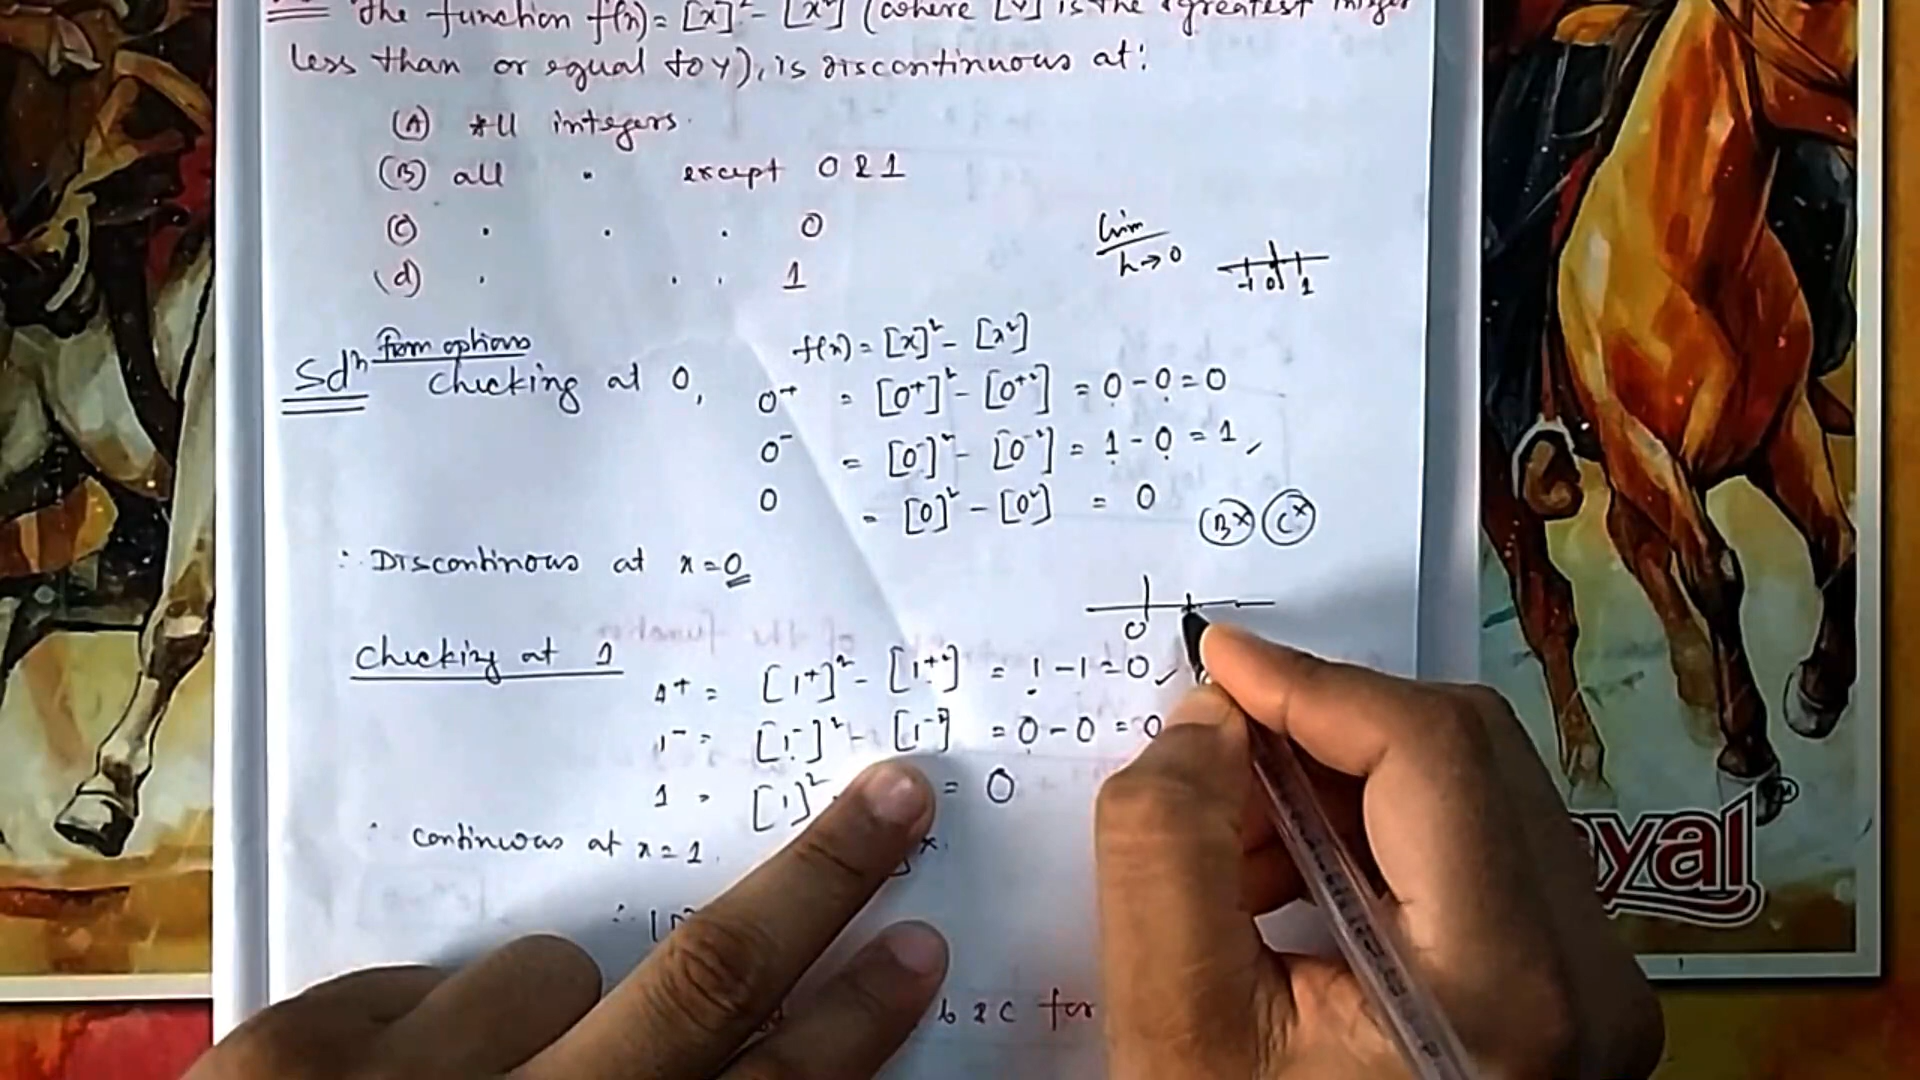 The function f(x) = [x]² - [x²] (where [y] is the greatest integer
less than or equal to y), is discontinuous at:
(A) All integers.
(B) all " except 0 & 1
(c) . . . 0
(d) . . . 1
Lim
h→0
-1 0 1
Solⁿ from options
f(x) = [x]² - [x²]
Checking at 0,
0⁺ = [0⁺]² - [0⁺²] = 0 - 0 = 0
0⁻ = [0⁻]² - [0⁻²] = 1 - 0 = 1
0 = [0]² - [0²] = 0
(B× (C×
∴ Discontinous at x = 0
0
Checking at 1
1⁺ = [1⁺]² - [1⁺²] = 1 - 1 = 0
1⁻ = [1⁻]² - [1⁻²] = 0 - 0 = 0
1 = [1]² = 0
continuous at x = 1.
b & c for
yal